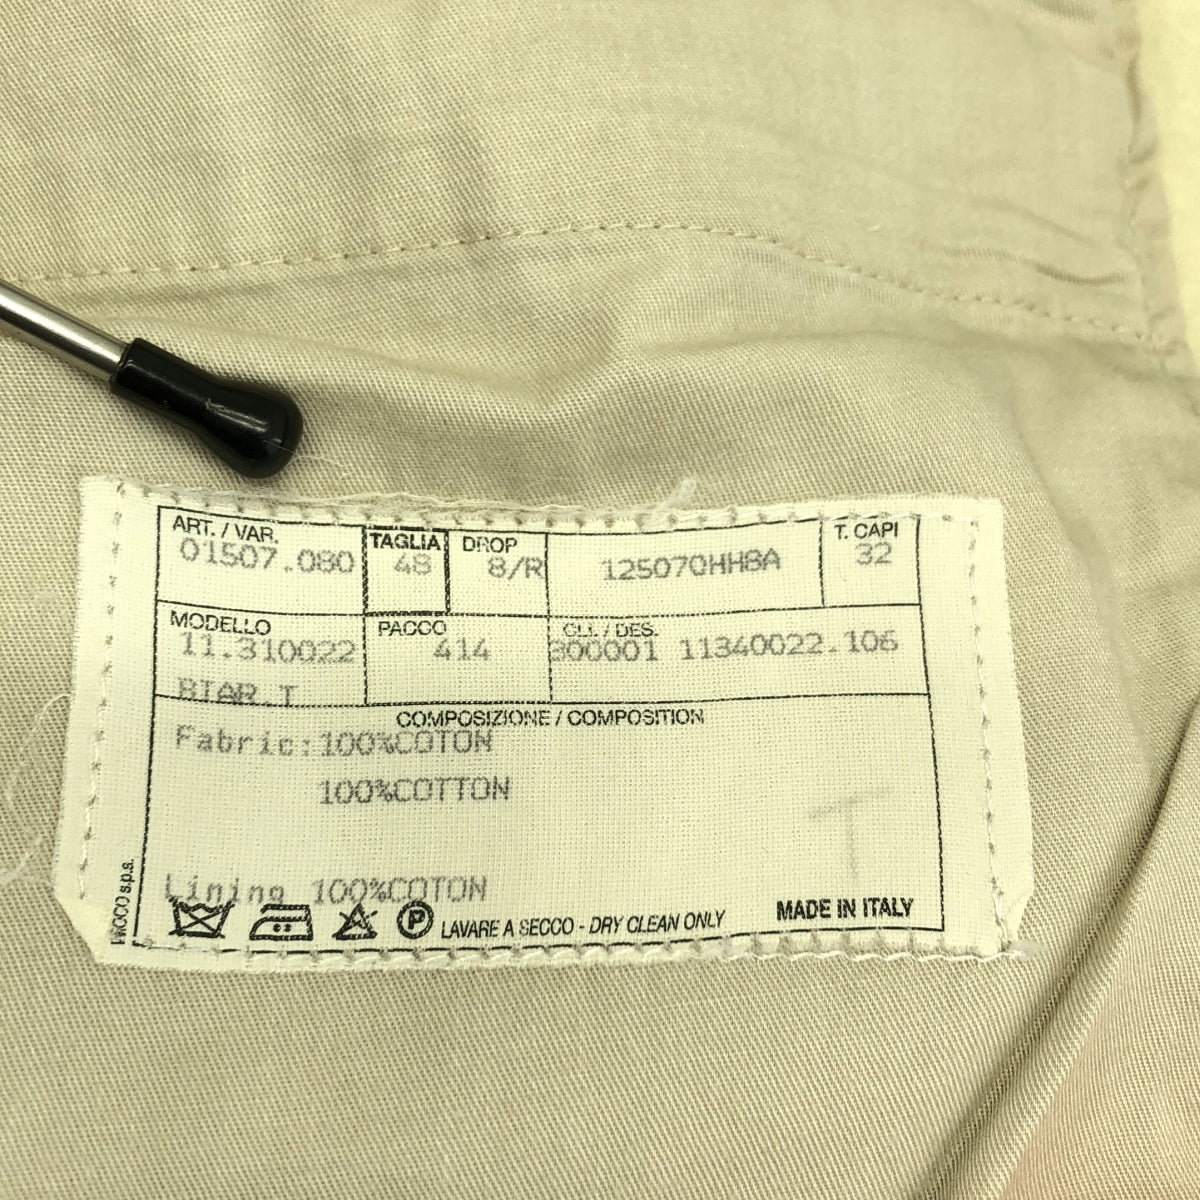 ART. / VAR. TAGLIA DROP T. CAPI
01507.080 48 8/R 125070HH8A 32
MODELLO PACCO CLI. / DES.
11.310022 414 300001 11340022.106
BIAR.T
COMPOSIZIONE / COMPOSITION
Fabric:100%COTON
100%COTTON
T
Lining 100%COTON
P LAVARE A SECCO - DRY CLEAN ONLY MADE IN ITALY
s.p.s.